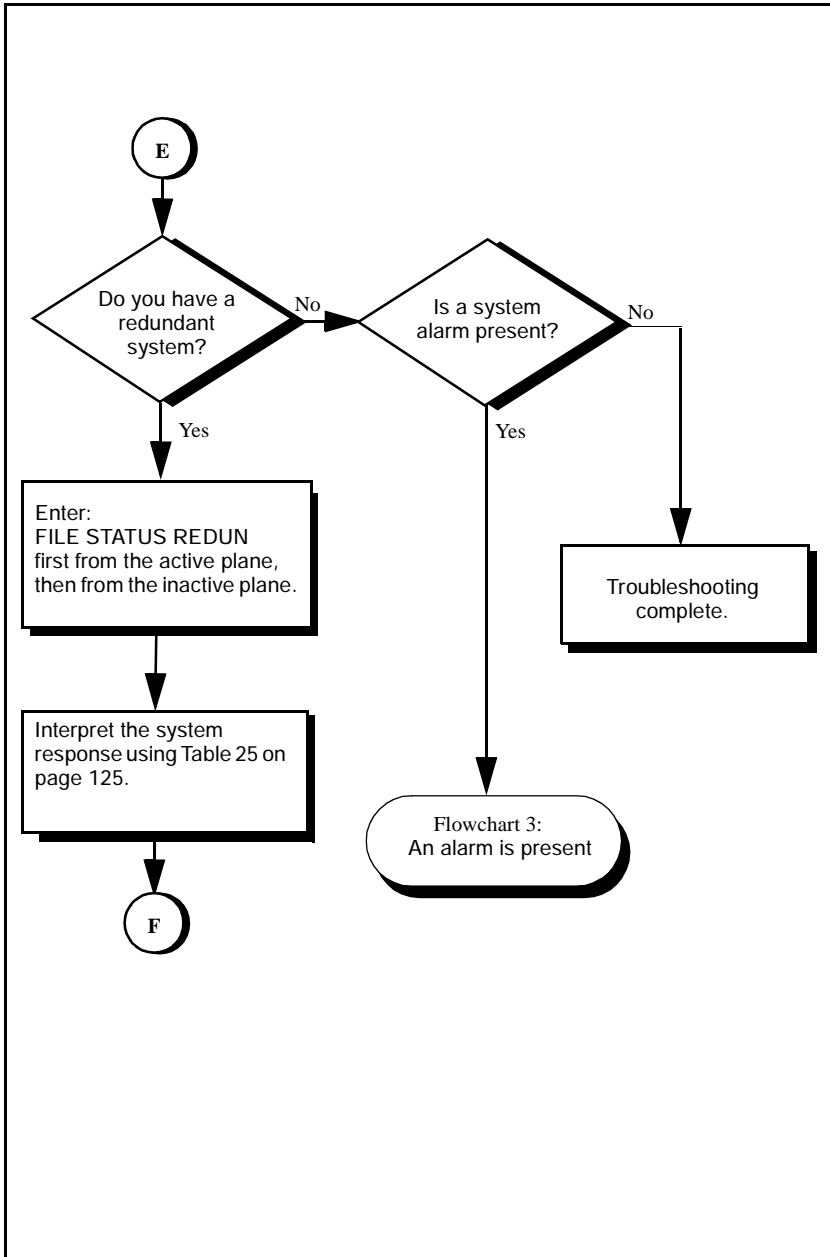 E
Do you have a
redundant
system?
No
Is a system
alarm present?
No
Yes
Yes
Enter:
FILE STATUS REDUN
first from the active plane,
then from the inactive plane.
Troubleshooting
complete.
Interpret the system
response using Table 25 on
page 125.
Flowchart 3:
An alarm is present
F